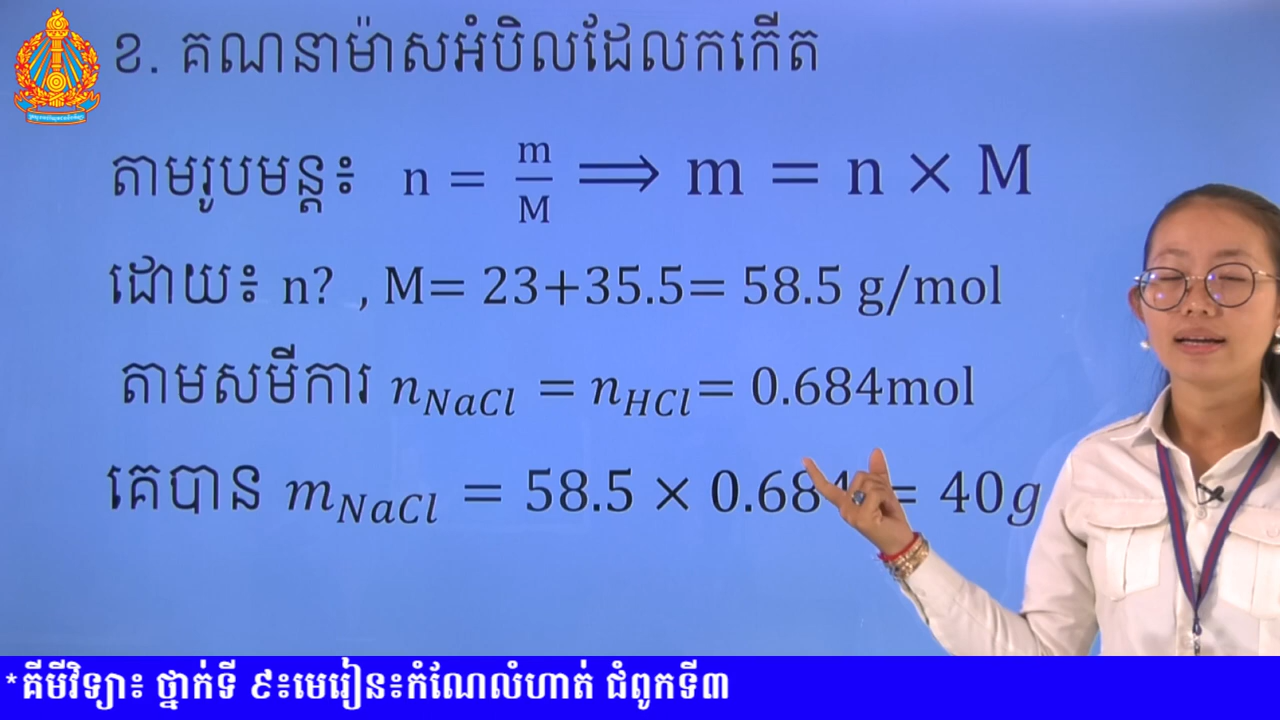 ខ. គណនាម៉ាសអំបិលដែលកកើត
តាមរូបមន្ត៖ n = m/M ⟹ m = n × M
ដោយ៖ n? , M= 23+35.5= 58.5 g/mol
តាមសមីការ n_NaCl = n_HCl= 0.684mol
គេបាន m_NaCl = 58.5 × 0.684 = 40g
*គីមីវិទ្យា៖ ថ្នាក់ទី ៩៖មេរៀន៖កំណែលំហាត់ ជំពូកទី៣